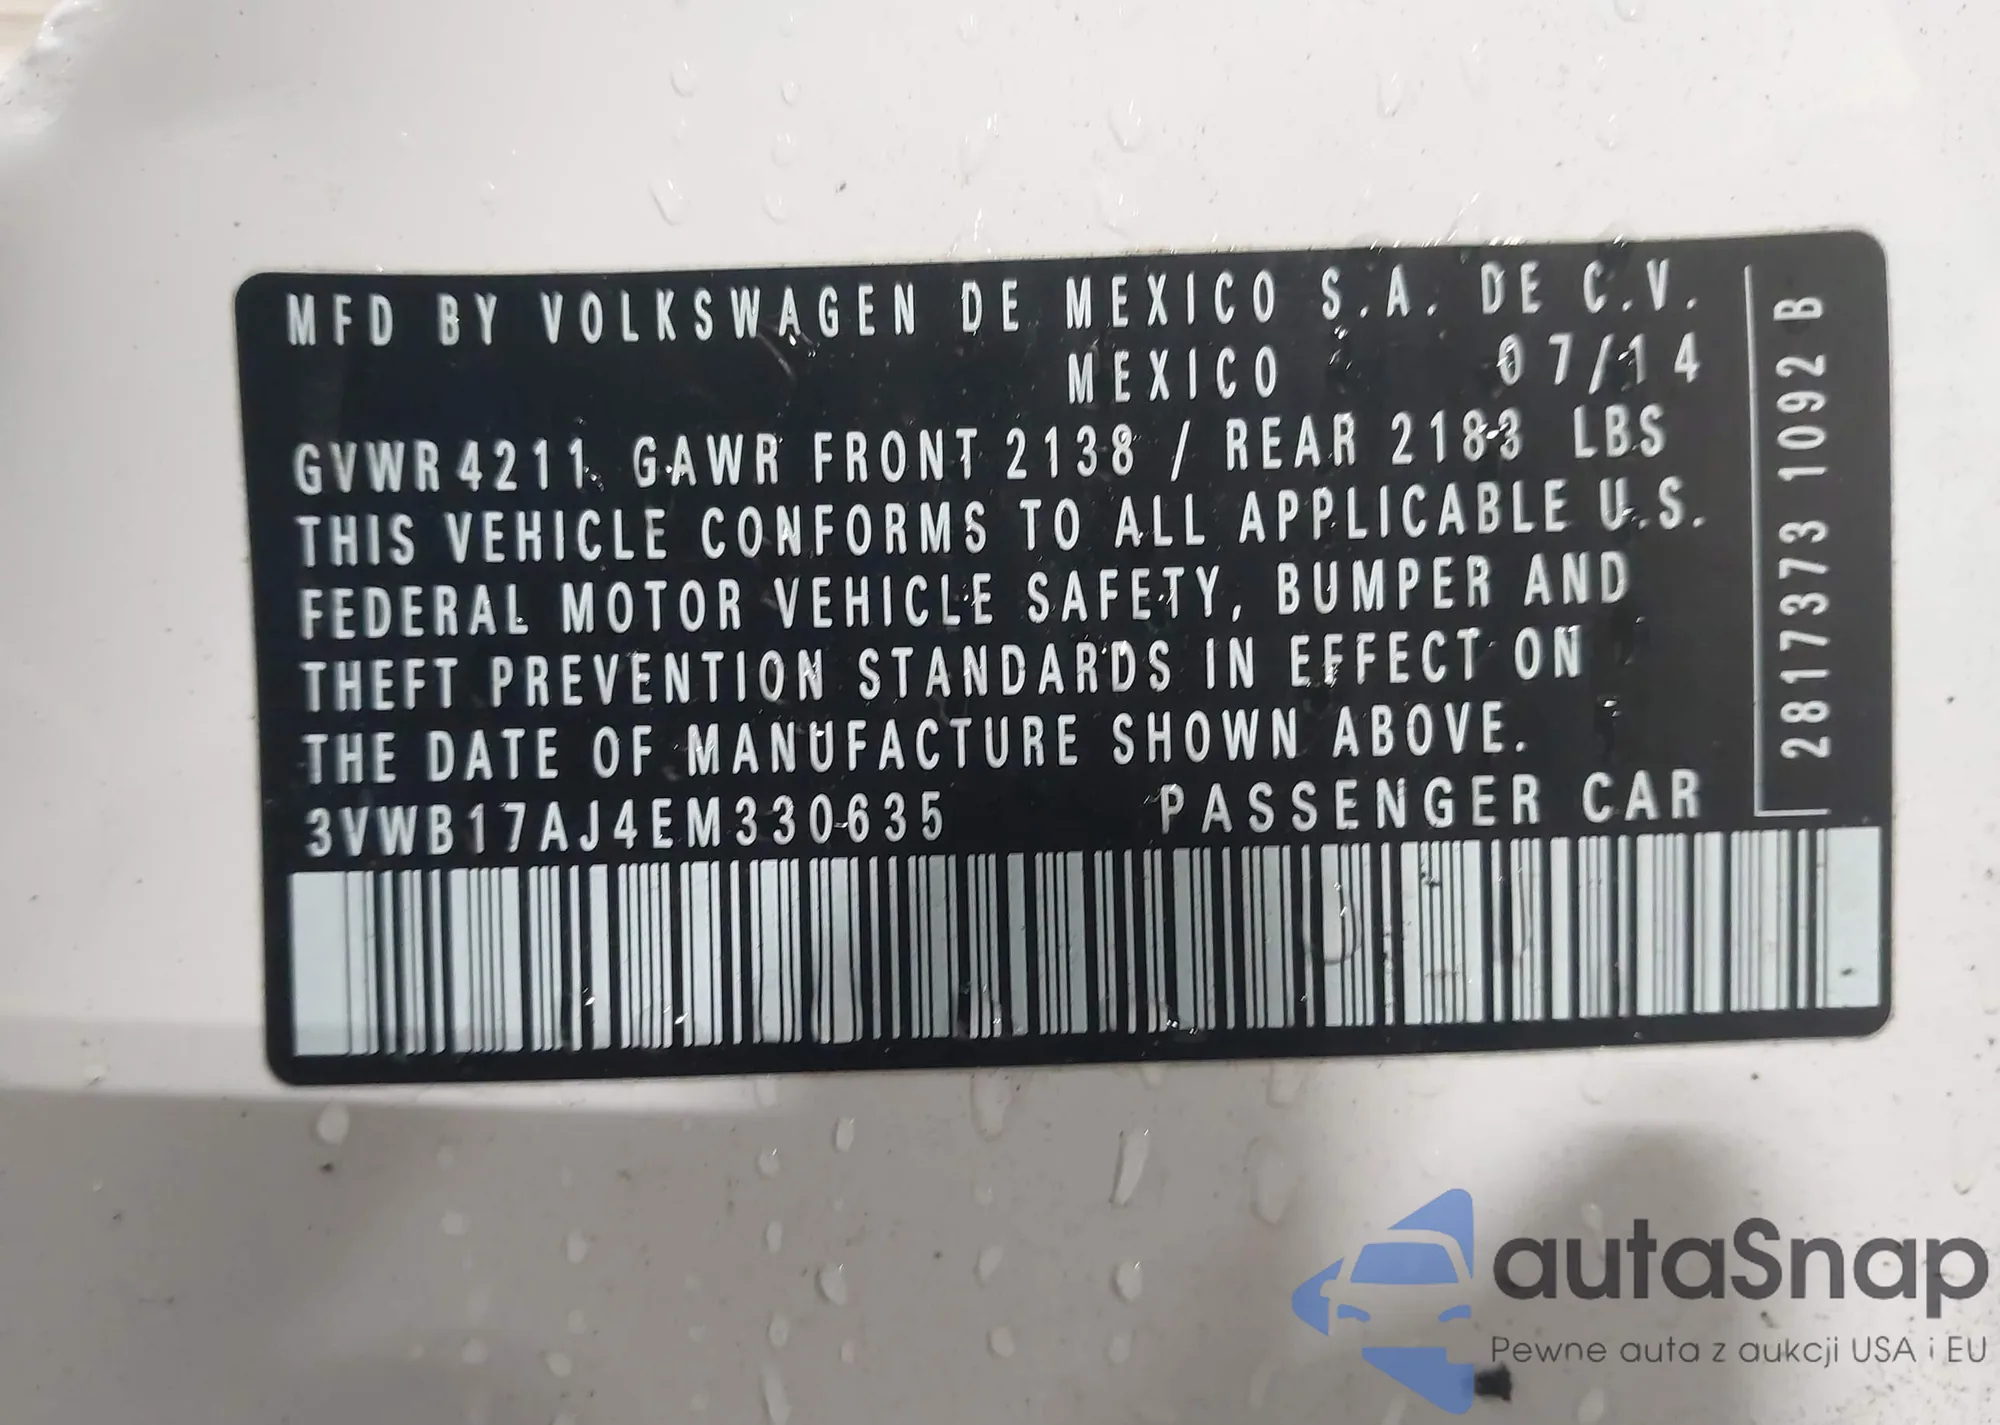 MFD BY VOLKSWAGEN DE MEXICO S.A. DE C.V.
MEXICO 07/14
GVWR 4211 GAWR FRONT 2138 / REAR 2183 LBS
THIS VEHICLE CONFORMS TO ALL APPLICABLE U.S.
FEDERAL MOTOR VEHICLE SAFETY, BUMPER AND
THEFT PREVENTION STANDARDS IN EFFECT ON
THE DATE OF MANUFACTURE SHOWN ABOVE.
3VWB17AJ4EM330635 PASSENGER CAR
2817373 1092 B
autaSnap
Pewne auta z aukcji USA i EU